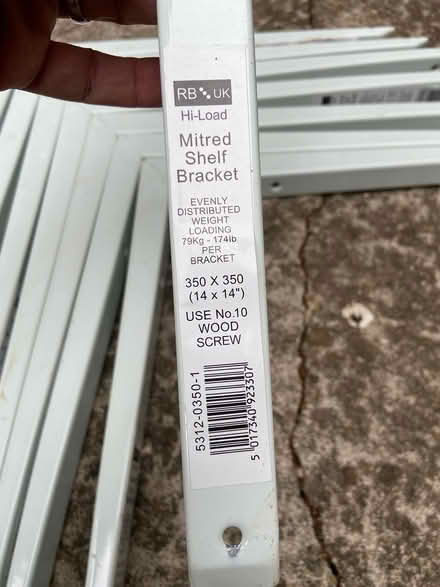 RB UK
Hi-Load
Mitred
Shelf
Bracket
EVENLY
DISTRIBUTED
WEIGHT
LOADING
79Kg - 174lb
PER
BRACKET
350 X 350
(14 x 14")
USE No.10
WOOD
SCREW
5312-0350-1
5 017340 923307